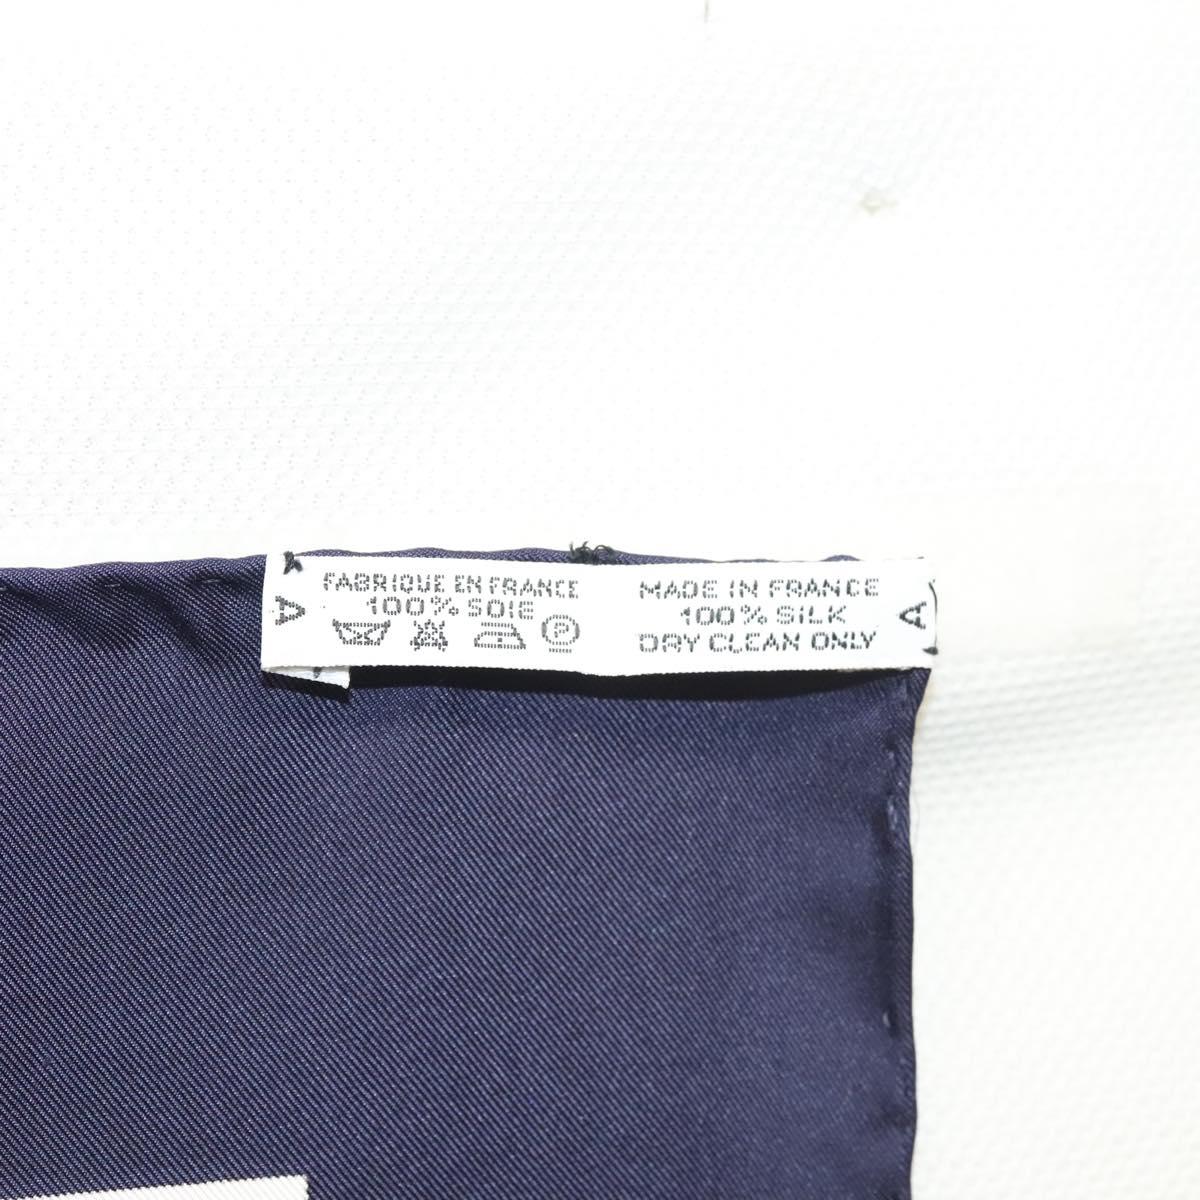 FABRIQUE EN FRANCE
100% SOIE
P
A
MADE IN FRANCE
100% SILK
DRY CLEAN ONLY
A